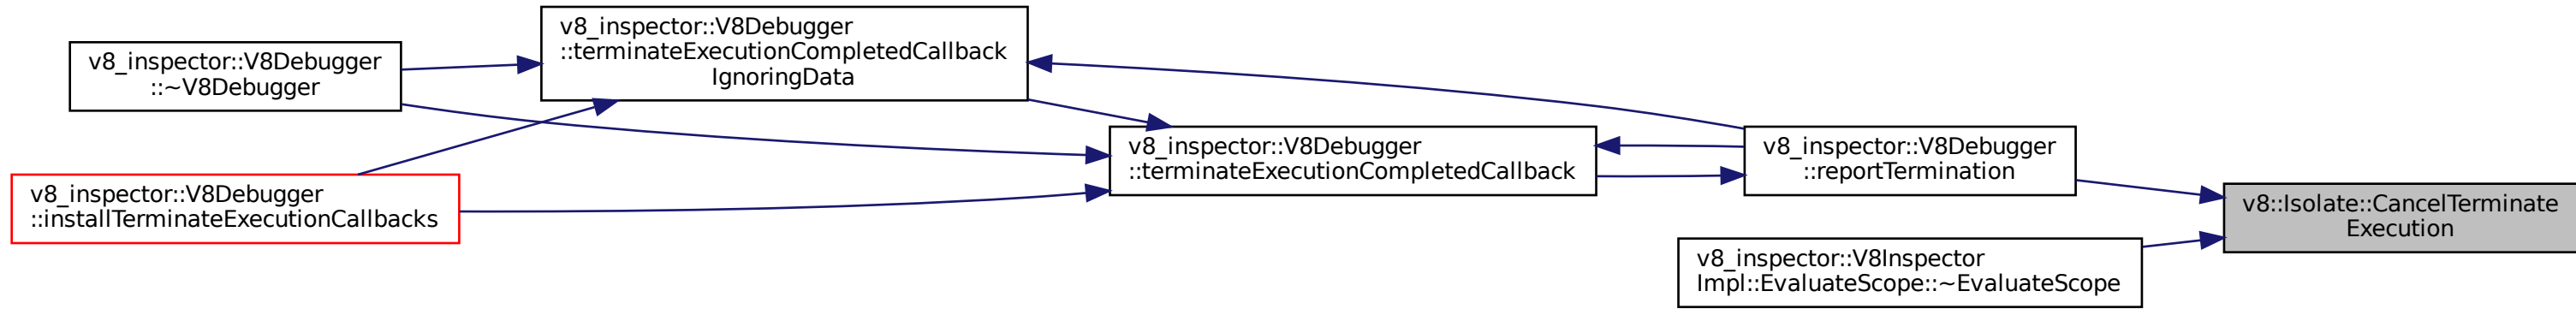 v8_inspector::V8Debugger
::~V8Debugger
v8_inspector::V8Debugger
::installTerminateExecutionCallbacks
v8_inspector::V8Debugger
::terminateExecutionCompletedCallback
IgnoringData
v8_inspector::V8Debugger
::terminateExecutionCompletedCallback
v8_inspector::V8Debugger
::reportTermination
v8_inspector::V8Inspector
Impl::EvaluateScope::~EvaluateScope
v8::Isolate::CancelTerminate
Execution